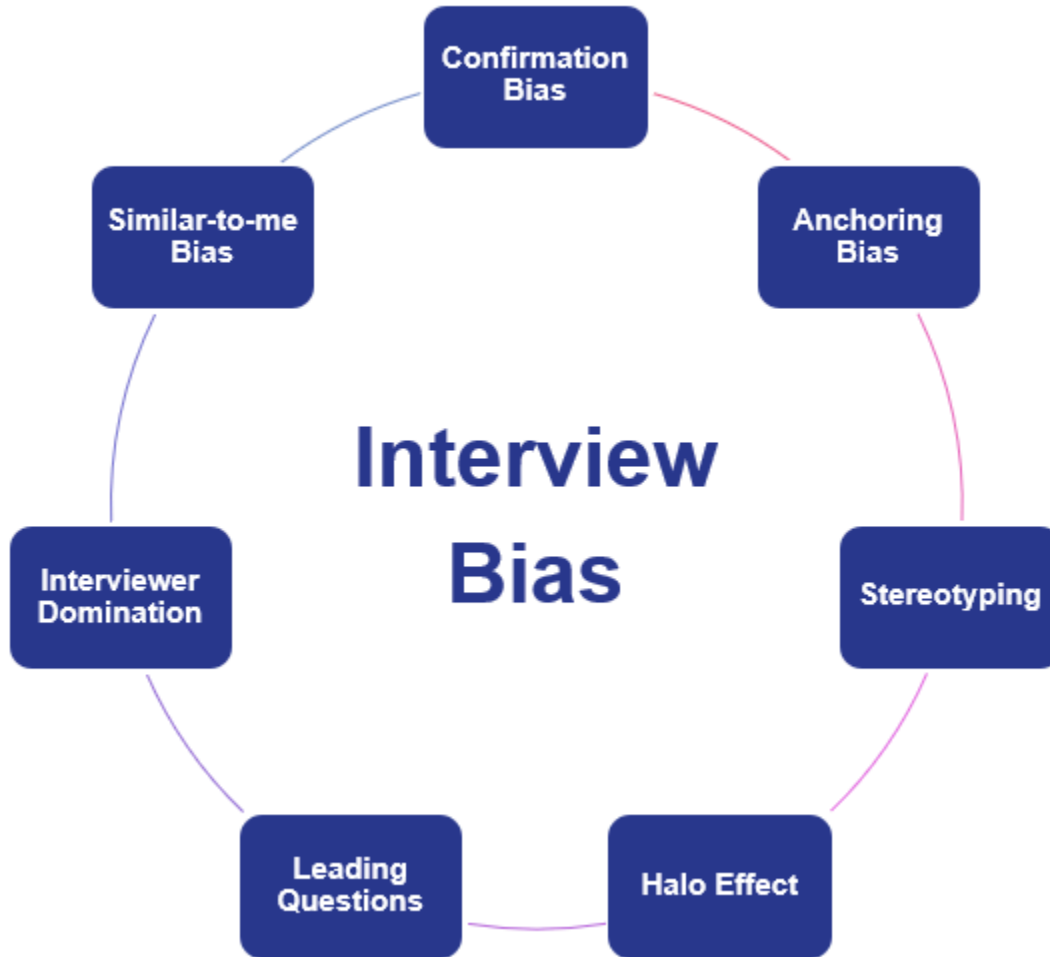 Confirmation
Bias
Similar-to-me
Bias
Anchoring
Bias
Interview
Bias
Interviewer
Domination
Stereotyping
Leading
Questions
Halo Effect